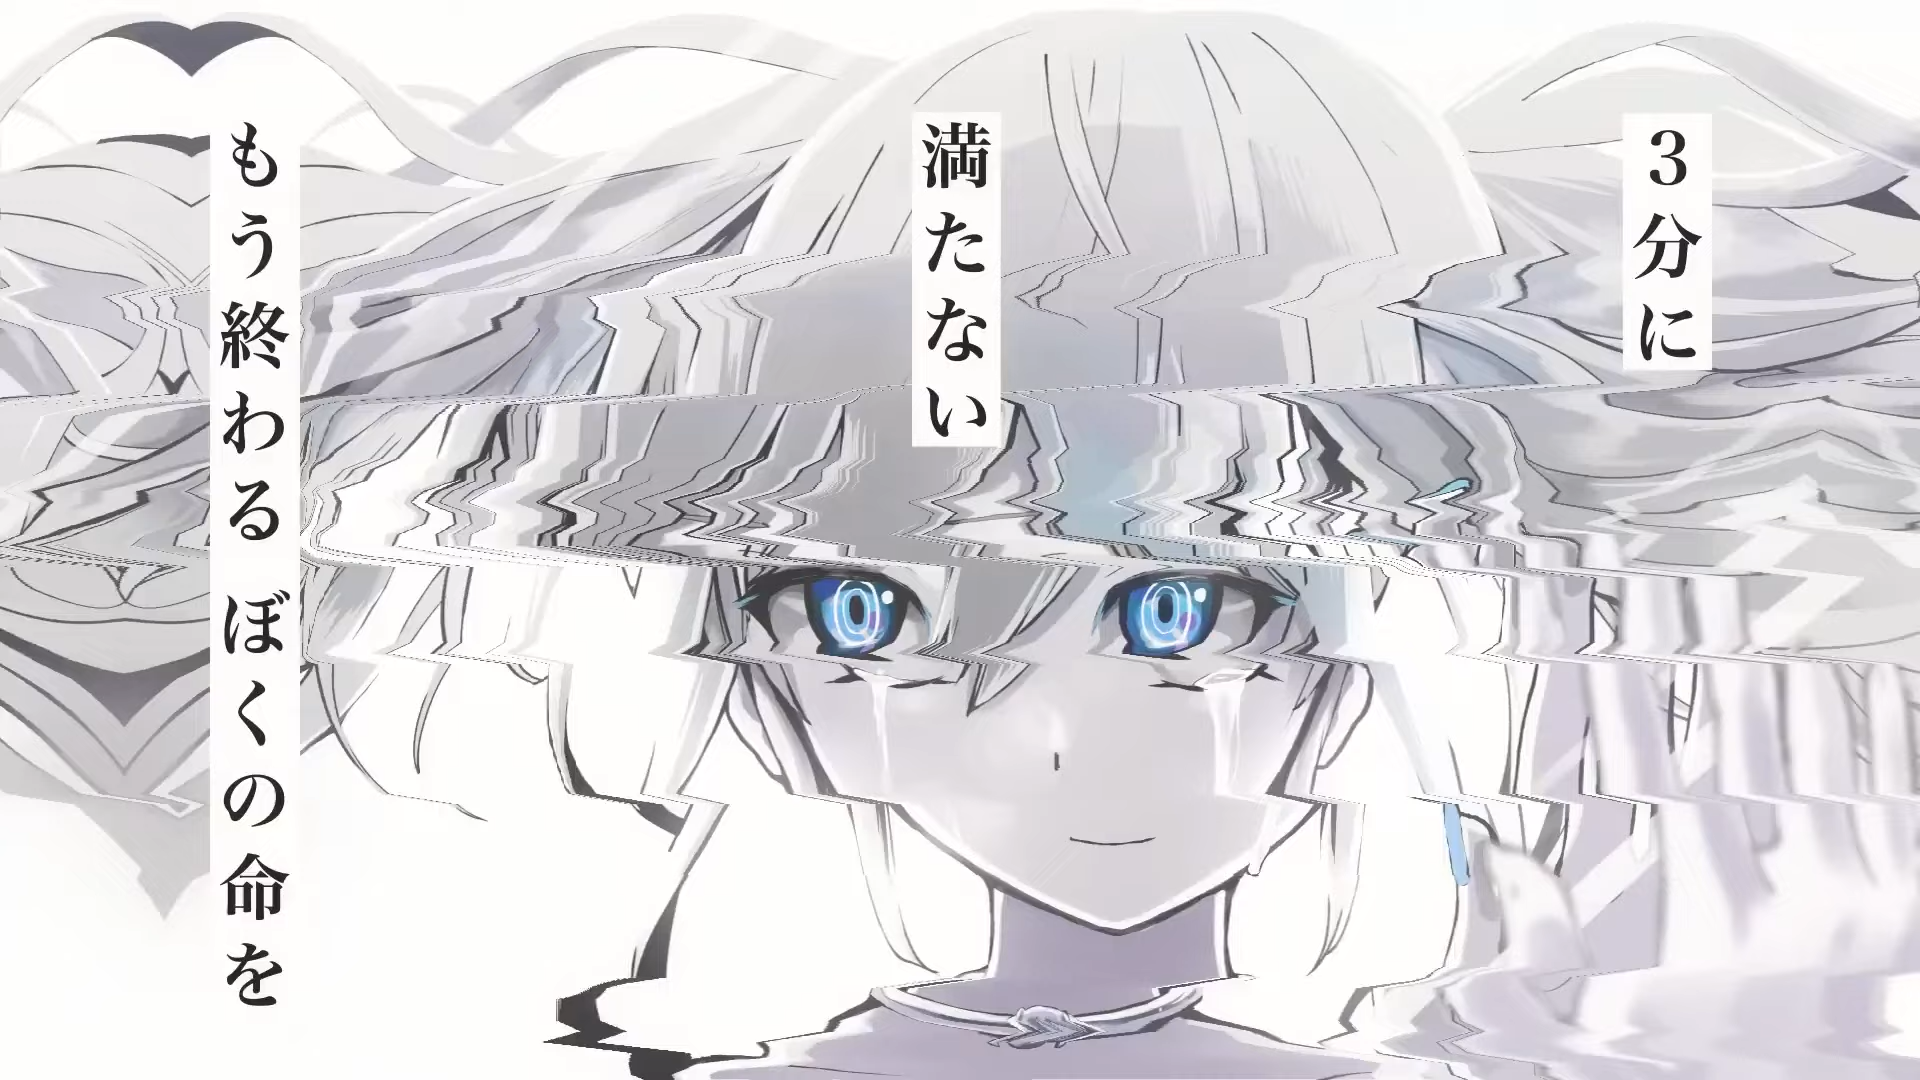 3分に
満たない
もう終わる ぼくの命を